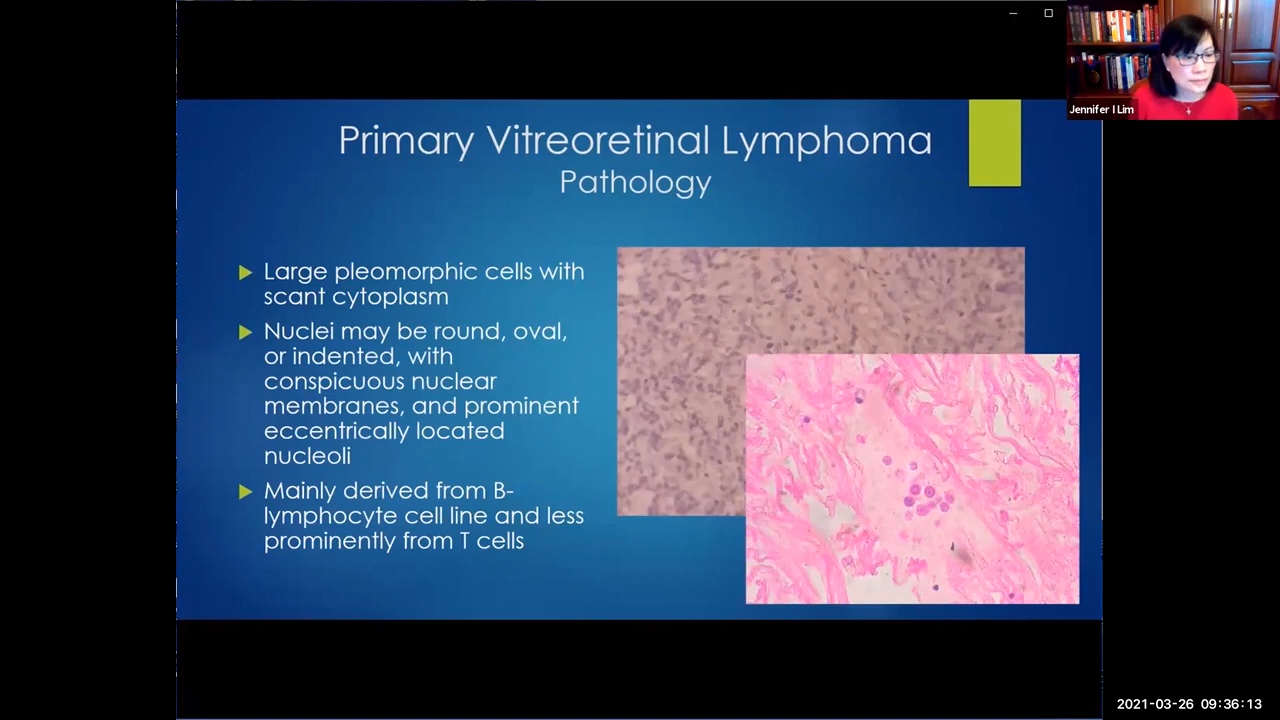 Jennifer I Lim
Primary Vitreoretinal Lymphoma
Pathology
Large pleomorphic cells with
scant cytoplasm
Nuclei may be round, oval,
or indented, with
conspicuous nuclear
membranes, and prominent
eccentrically located
nucleoli
Mainly derived from B-
lymphocyte cell line and less
prominently from T cells
2021-03-26 09:36:13